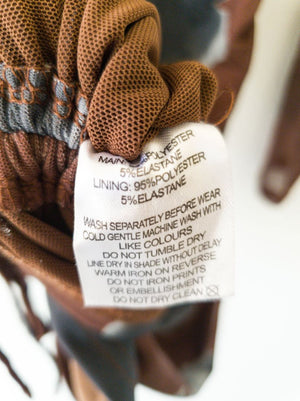 MAIN POLYESTER
5% ELASTANE
LINING: 95% POLYESTER
5% ELASTANE
WASH SEPARATELY BEFORE WEAR
COLD GENTLE MACHINE WASH WITH
LIKE COLOURS
DO NOT TUMBLE DRY
LINE DRY IN SHADE WITHOUT DELAY
WARM IRON ON REVERSE
DO NOT IRON PRINTS
OR EMBELLISHMENT
DO NOT DRY CLEAN